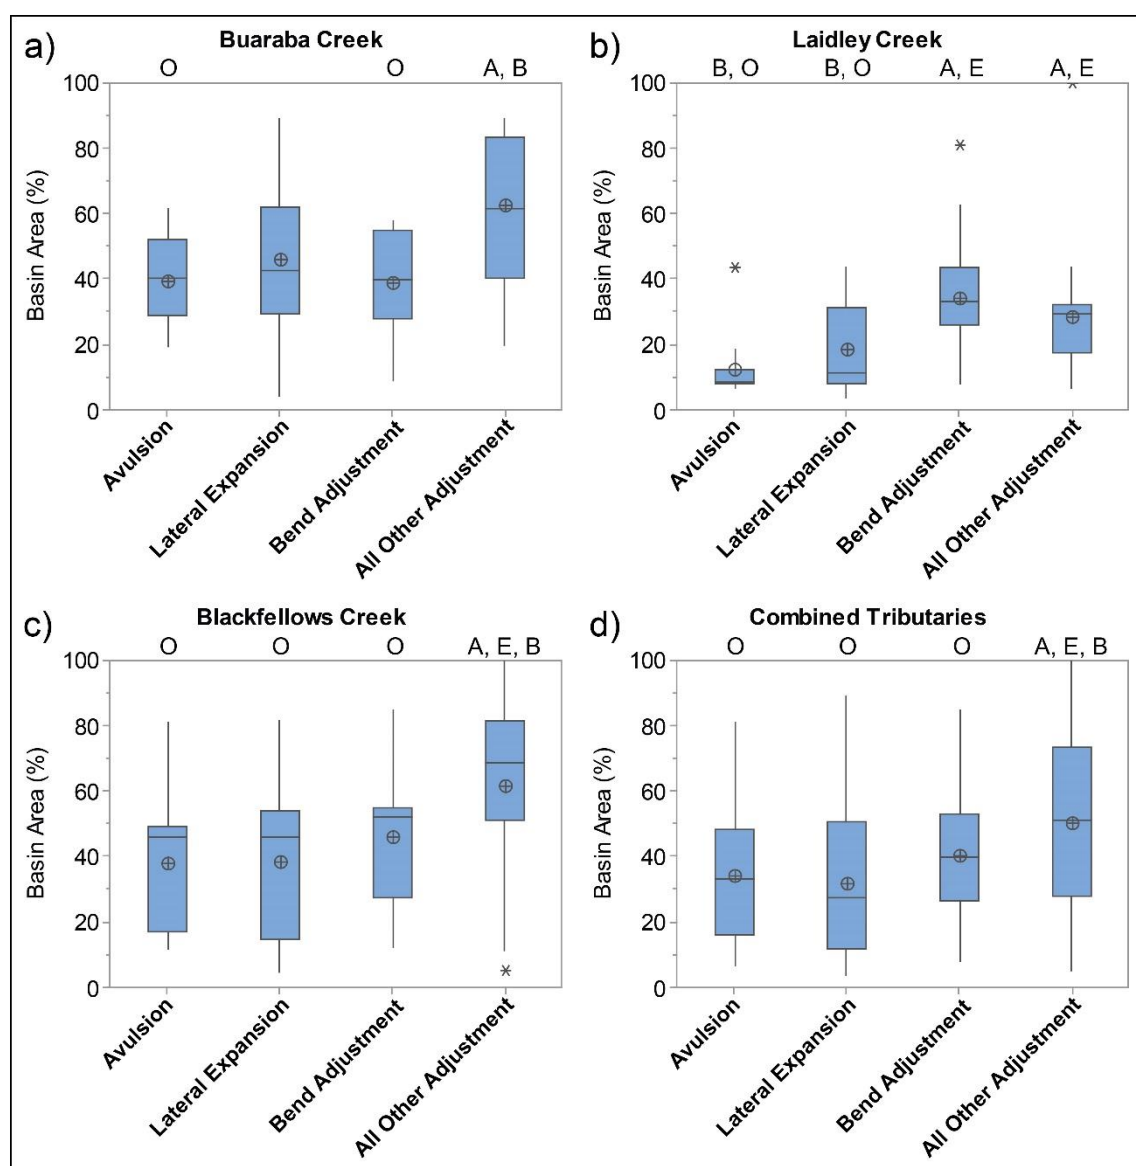 a)
Buaraba Creek
O O A, B
Basin Area (%)
100
80
60
40
20
0
Avulsion
Lateral Expansion
Bend Adjustment
All Other Adjustment
b)
Laidley Creek
B, O B, O A, E A, E
Basin Area (%)
100
80
60
40
20
0
Avulsion
Lateral Expansion
Bend Adjustment
All Other Adjustment
c)
Blackfellows Creek
O O O A, E, B
Basin Area (%)
100
80
60
40
20
0
Avulsion
Lateral Expansion
Bend Adjustment
All Other Adjustment
d)
Combined Tributaries
O O O A, E, B
Basin Area (%)
100
80
60
40
20
0
Avulsion
Lateral Expansion
Bend Adjustment
All Other Adjustment